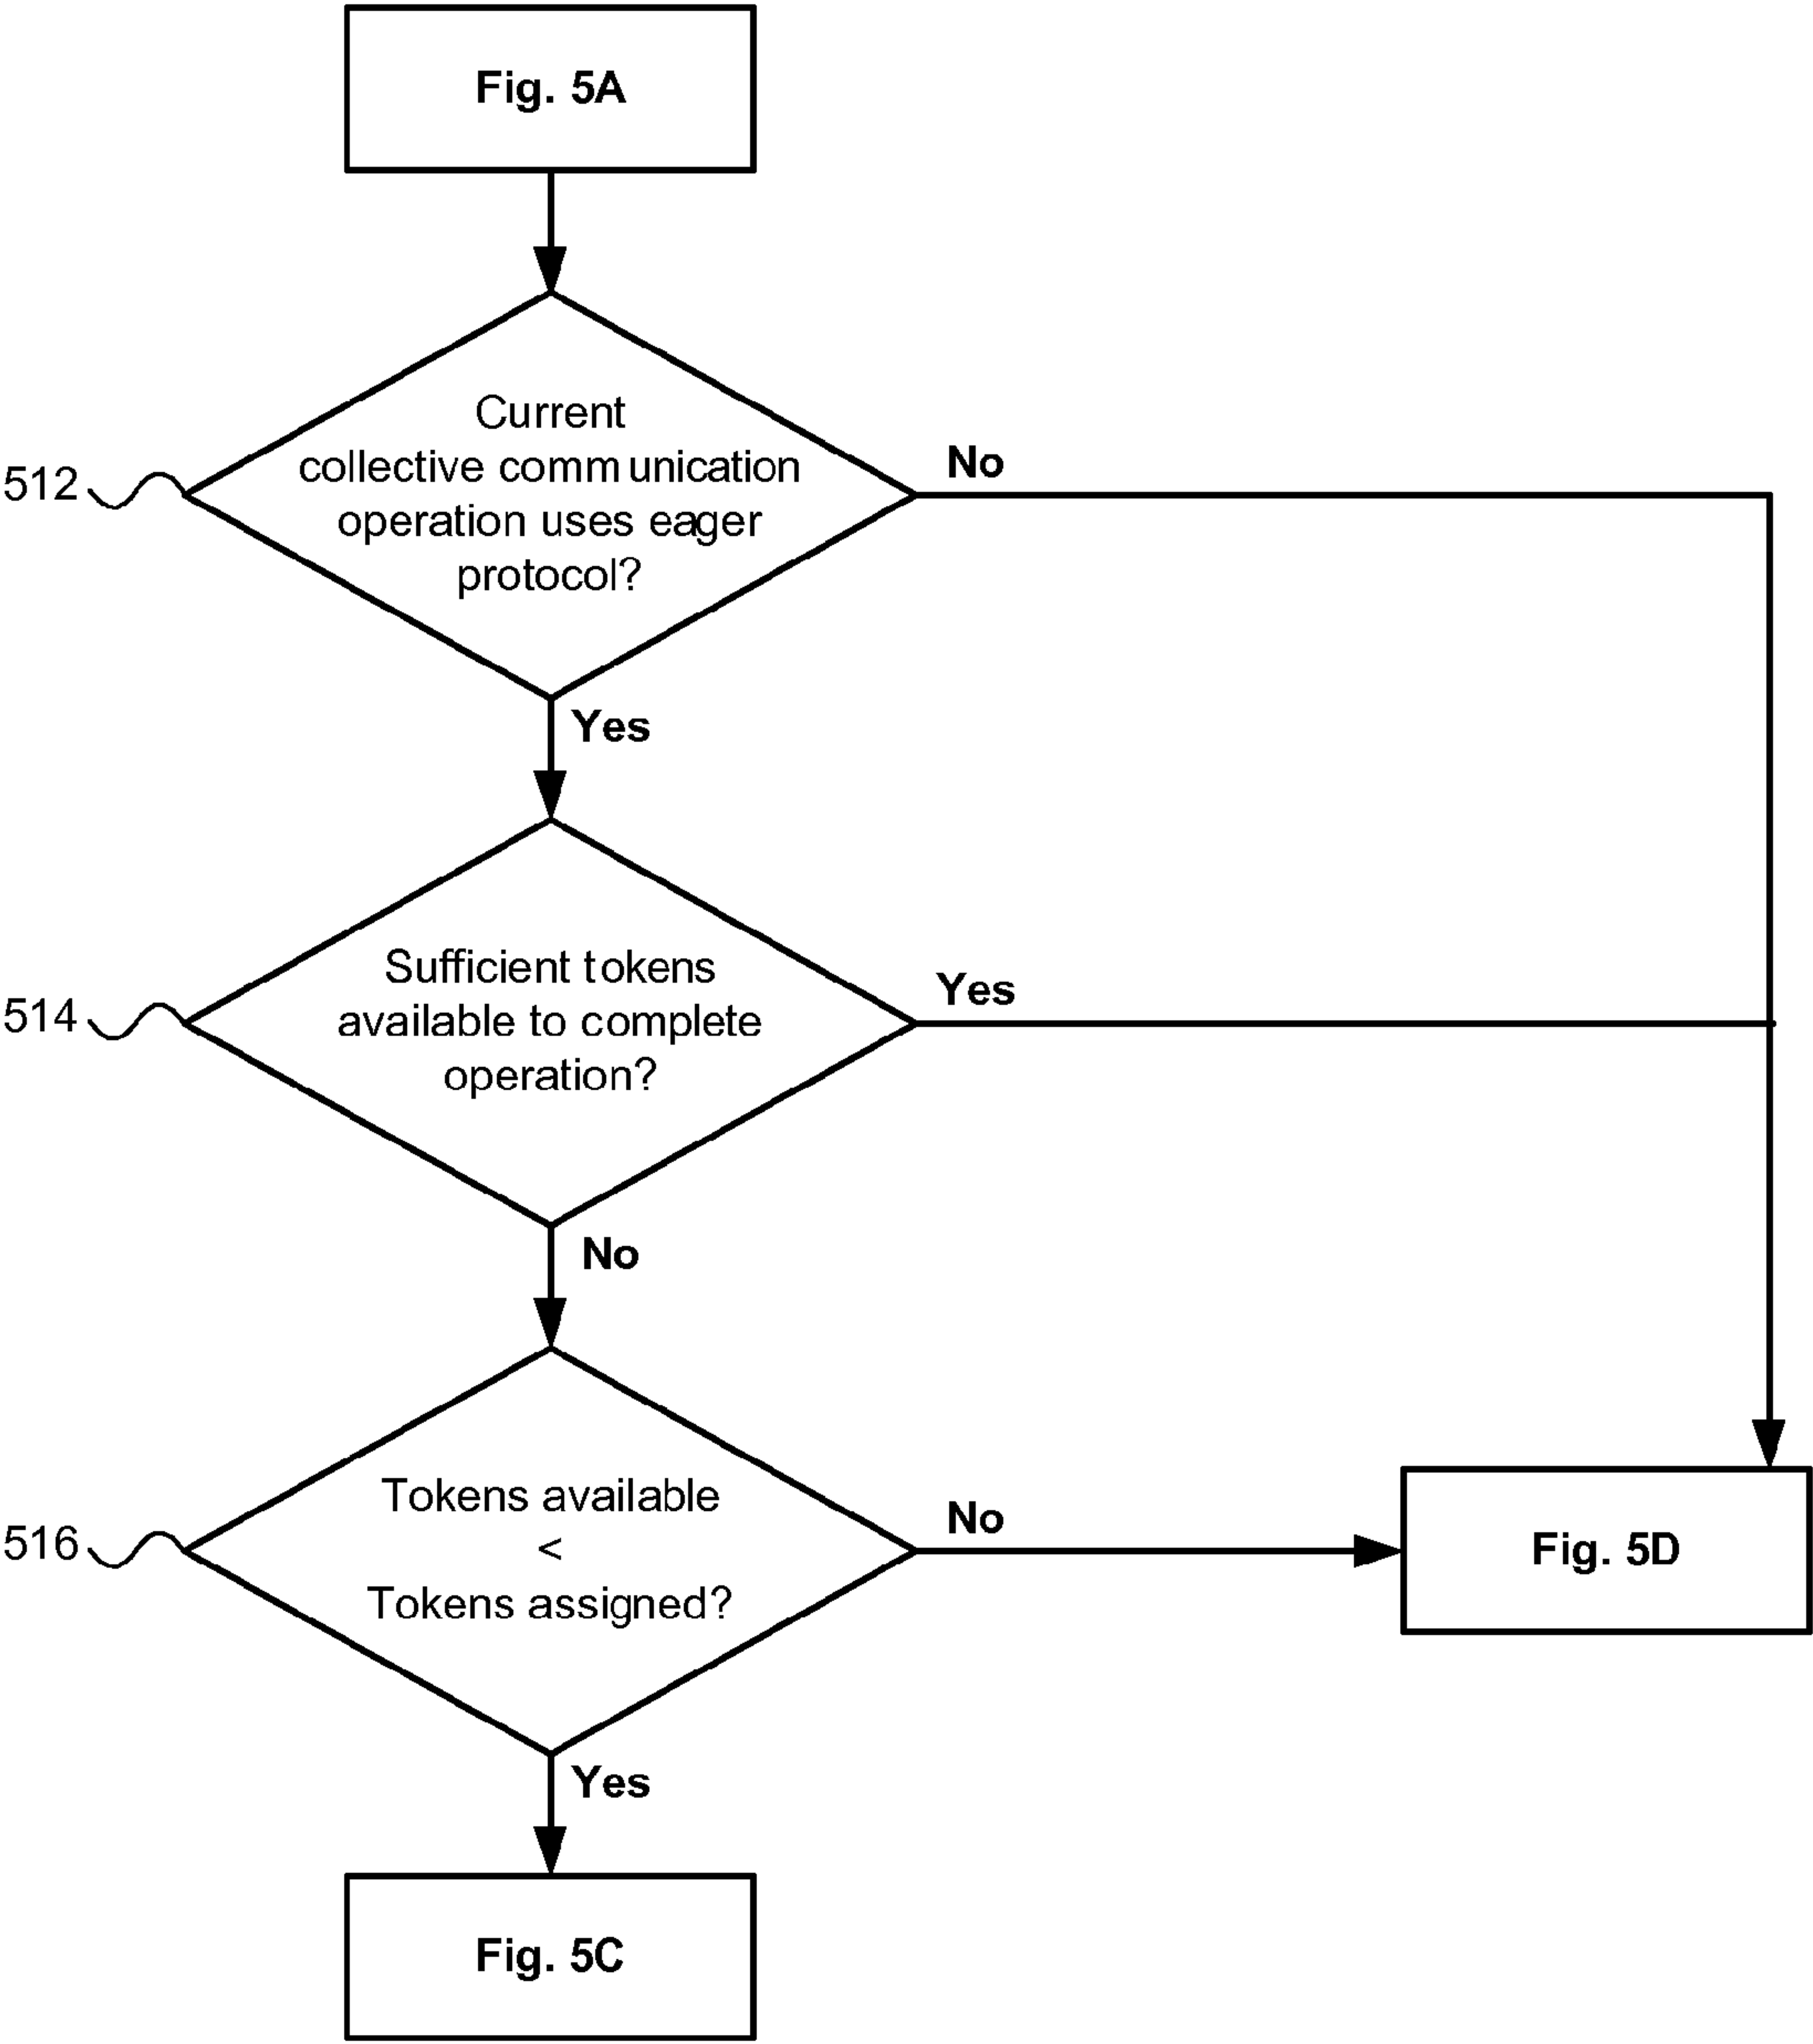 Fig. 5A
Current
collective communication
operation uses eager
protocol?
512
No
Yes
Sufficient tokens
available to complete
operation?
514
Yes
No
Tokens available
<
Tokens assigned?
516
No
Fig. 5D
Yes
Fig. 5C